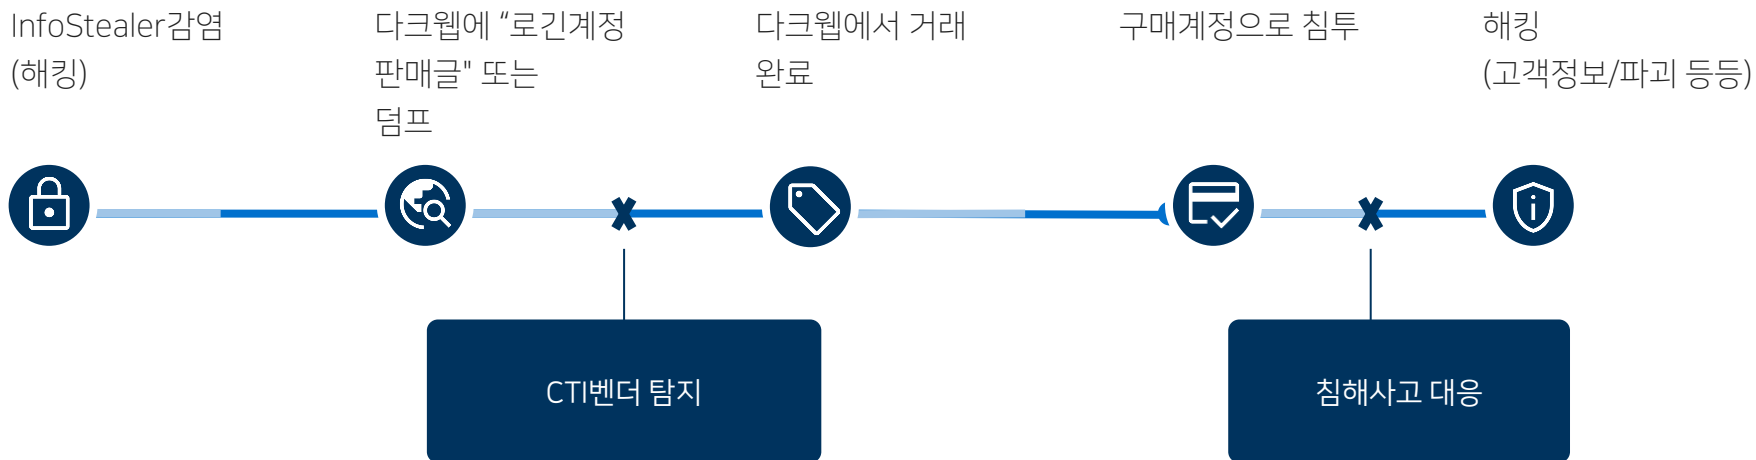 InfoStealer감염
(해킹)
다크웹에 “로긴계정
판매글" 또는
덤프
다크웹에서 거래
완료
구매계정으로 침투
해킹
(고객정보/파괴 등등)
CTI벤더 탐지
침해사고 대응